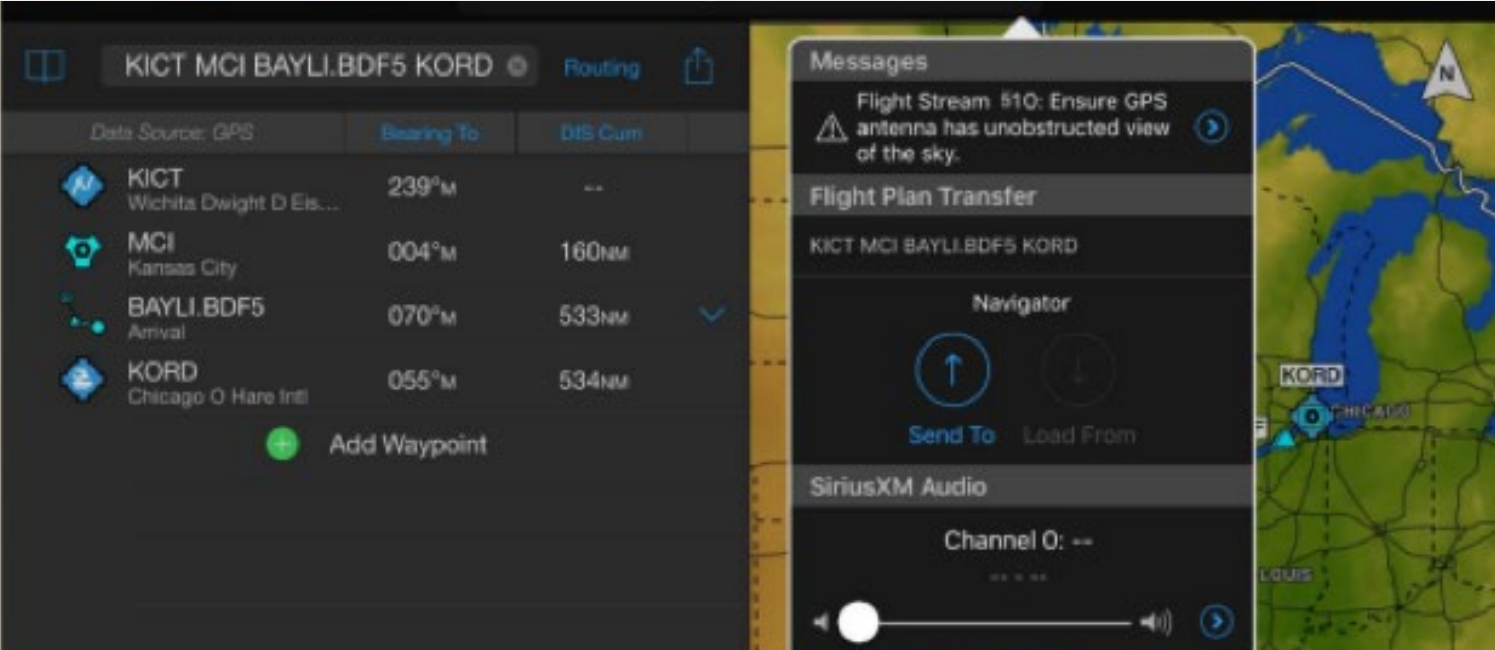 KICT MCI BAYLI.BDF5 KORD
Routing
Data Source: GPS
Bearing To
DIS Cum
KICT
Wichita Dwight D Eis...
239°M
--
MCI
Kansas City
004°M
160NM
BAYLI.BDF5
Arrival
070°M
533NM
KORD
Chicago O Hare Intl
055°M
534NM
Add Waypoint
Messages
Flight Stream 510: Ensure GPS
antenna has unobstructed view
of the sky.
Flight Plan Transfer
KICT MCI BAYLI.BDF5 KORD
Navigator
Send To
Load From
SiriusXM Audio
Channel 0: --
-- - --
N
KORD
CHICAGO
F
LOUIS